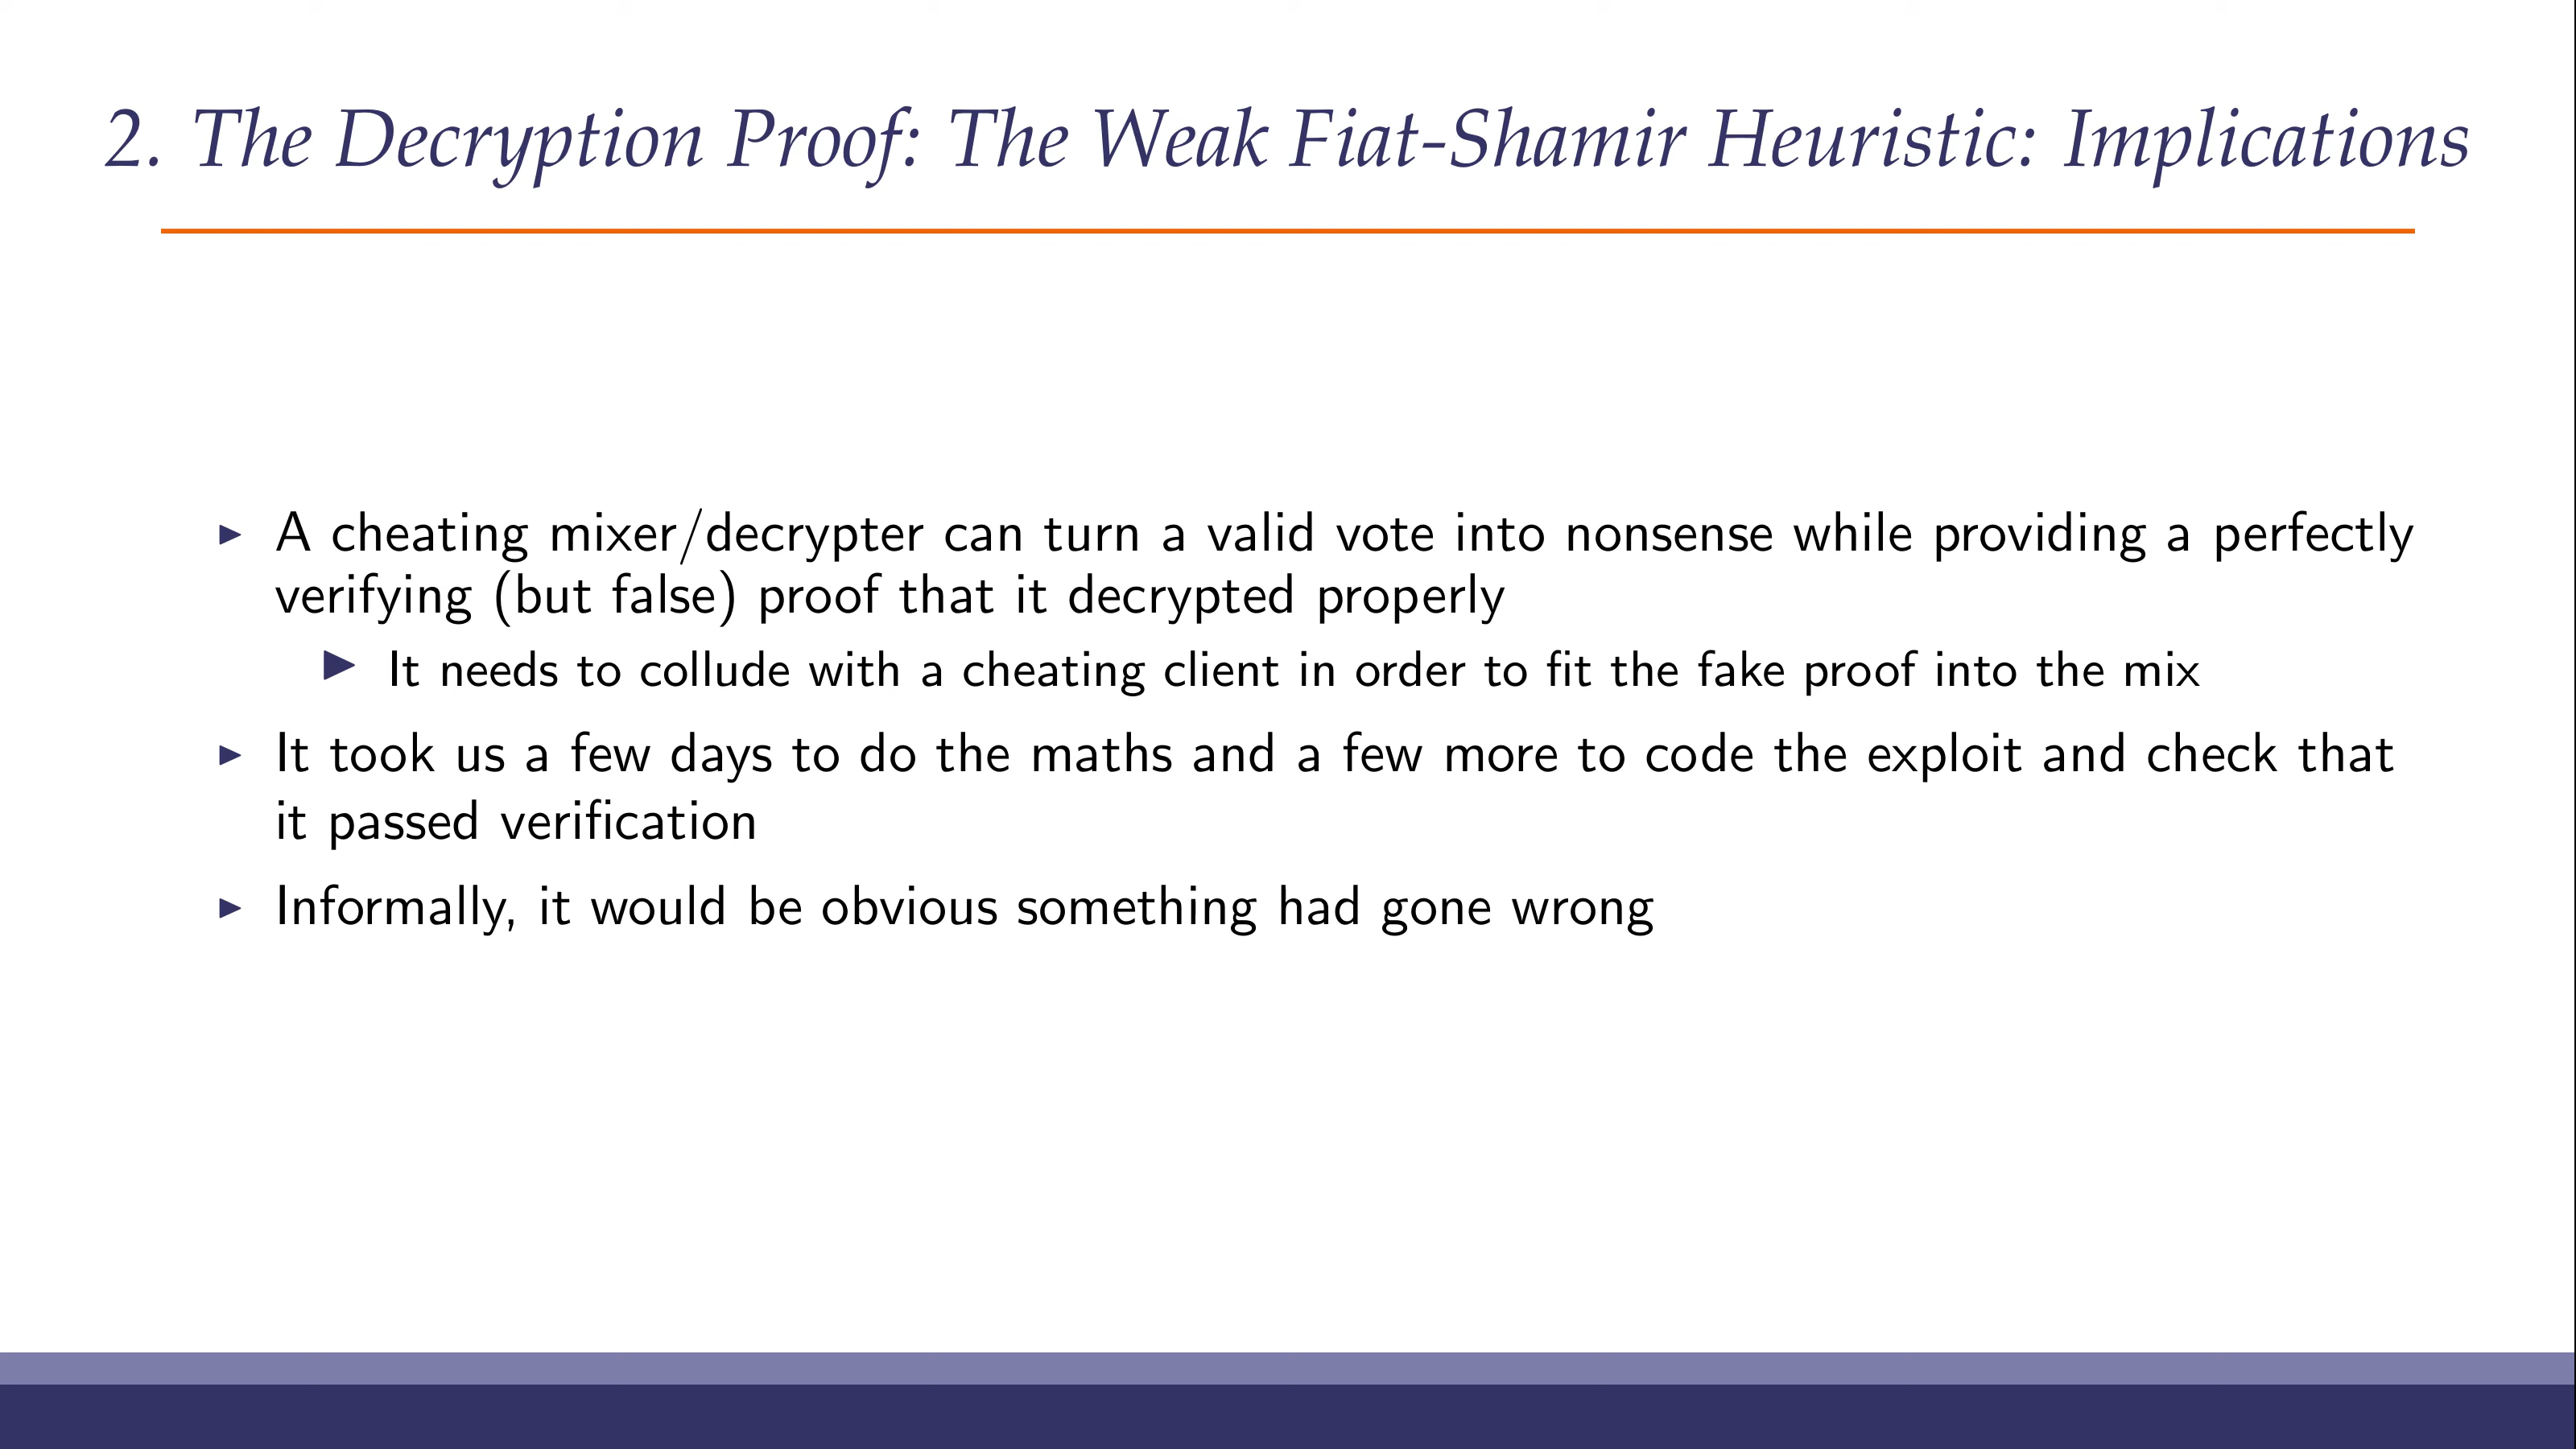 2. The Decryption Proof: The Weak Fiat-Shamir Heuristic: Implications
A cheating mixer/decrypter can turn a valid vote into nonsense while providing a perfectly
verifying (but false) proof that it decrypted properly
It needs to collude with a cheating client in order to fit the fake proof into the mix
It took us a few days to do the maths and a few more to code the exploit and check that
it passed verification
Informally, it would be obvious something had gone wrong